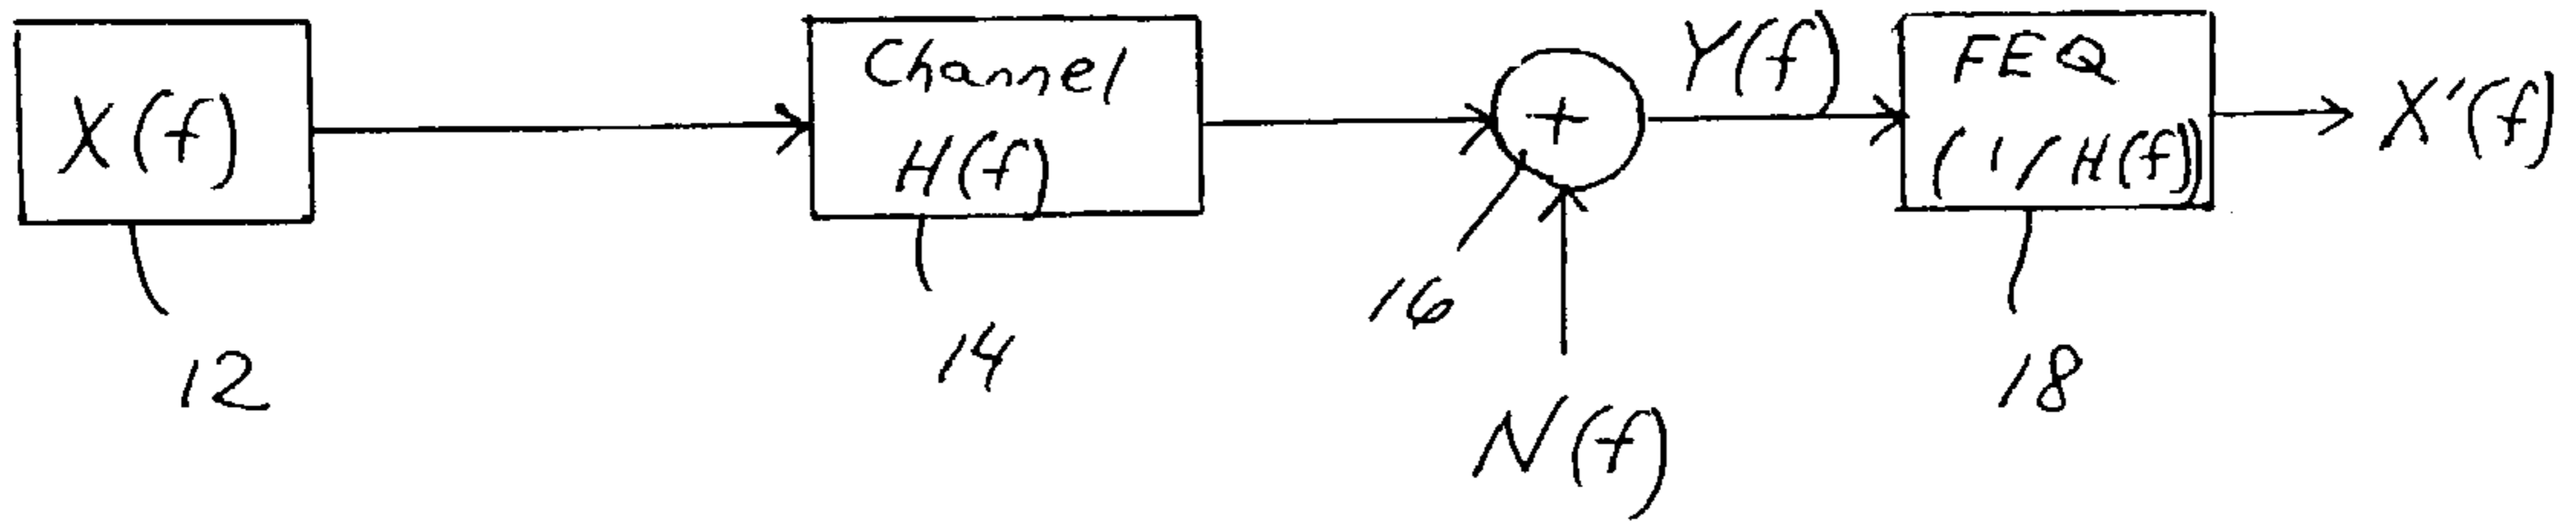 X(f)
Channel
H(f)
+
Y(f)
FEQ
(1/H(f))
X'(f)
12
14
16
N(f)
18